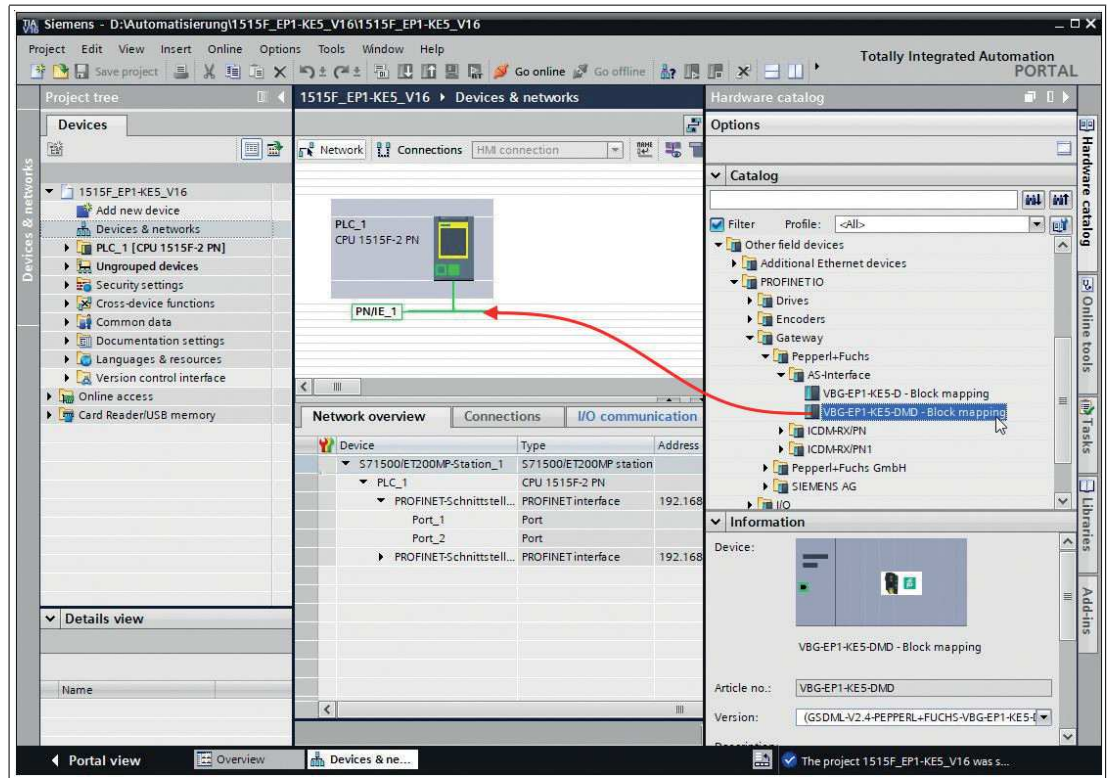 Siemens - D:\Automatisierung\1515F_EP1-KE5_V16\1515F_EP1-KE5_V16
Project Edit View Insert Online Options Tools Window Help
Totally Integrated Automation
PORTAL
Save project
Go online
Go offline
Project tree
Devices
Devices & networks
1515F_EP1-KE5_V16
Add new device
Devices & networks
PLC_1 [CPU 1515F-2 PN]
Ungrouped devices
Security settings
Cross-device functions
Common data
Documentation settings
Languages & resources
Version control interface
Online access
Card Reader/USB memory
Details view
Name
1515F_EP1-KE5_V16 Devices & networks
Network
Connections
HMI connection
PLC_1
CPU 1515F-2 PN
PN/IE_1
Network overview
Connections
I/O communication
Device Type Address
S71500/ET200MP-Station_1 S71500/ET200MP station
PLC_1 CPU 1515F-2 PN
PROFINET-Schnittstell... PROFINET interface 192.168
Port_1 Port
Port_2 Port
PROFINET-Schnittstell... PROFINET interface 192.168
Hardware catalog
Options
Catalog
Filter Profile: <All>
Other field devices
Additional Ethernet devices
PROFINET IO
Drives
Encoders
Gateway
Pepperl+Fuchs
AS-Interface
VBG-EP1-KE5-D - Block mapping
VBG-EP1-KE5-DMD - Block mapping
ICDM-RX/PN
ICDM-RX/PN1
Pepperl+Fuchs GmbH
SIEMENS AG
I/O
Information
Device:
VBG-EP1-KE5-DMD - Block mapping
Article no.: VBG-EP1-KE5-DMD
Version: (GSDML-V2.4-PEPPERL+FUCHS-VBG-EP1-KE5-
Hardware catalog
Online tools
Tasks
Libraries
Add-ins
Portal view
Overview
Devices & ne...
The project 1515F_EP1-KE5_V16 was s...